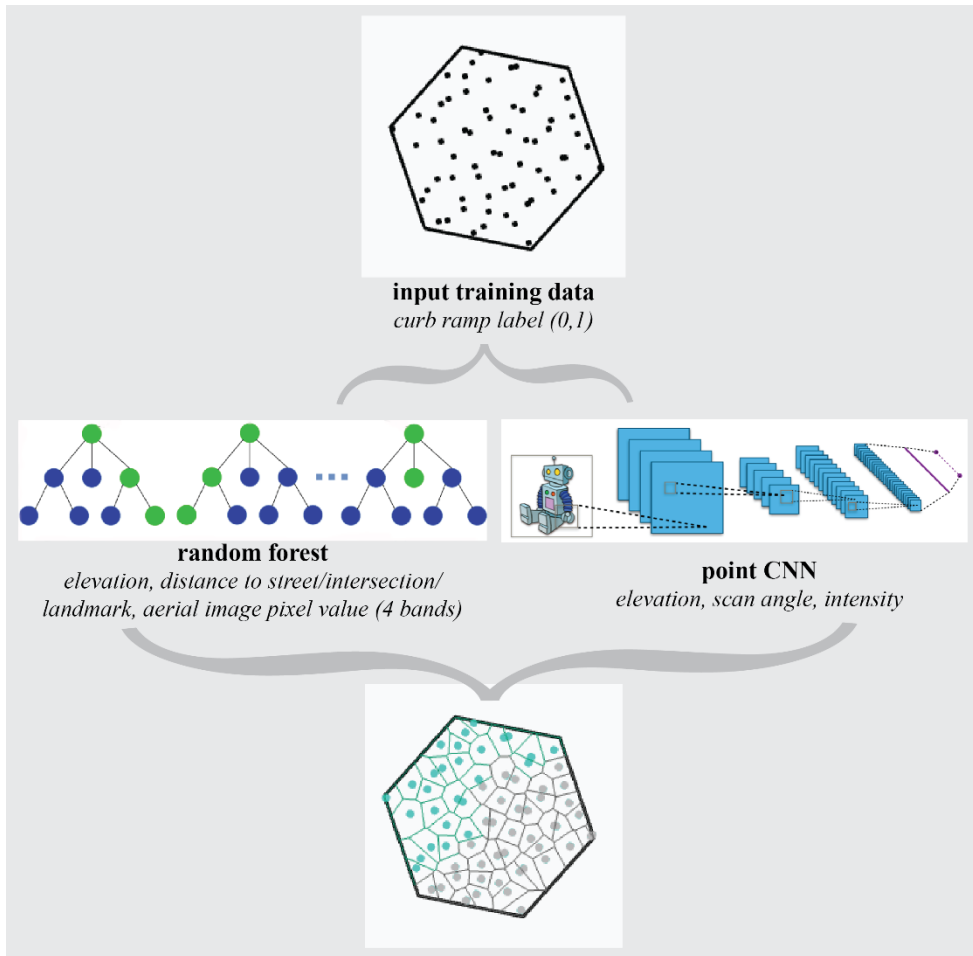 input training data
curb ramp label (0,1)
random forest
elevation, distance to street/intersection/
landmark, aerial image pixel value (4 bands)
point CNN
elevation, scan angle, intensity